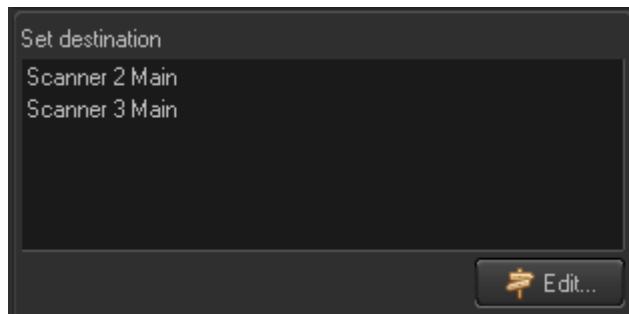 Set destination
Scanner 2 Main
Scanner 3 Main
Edit...